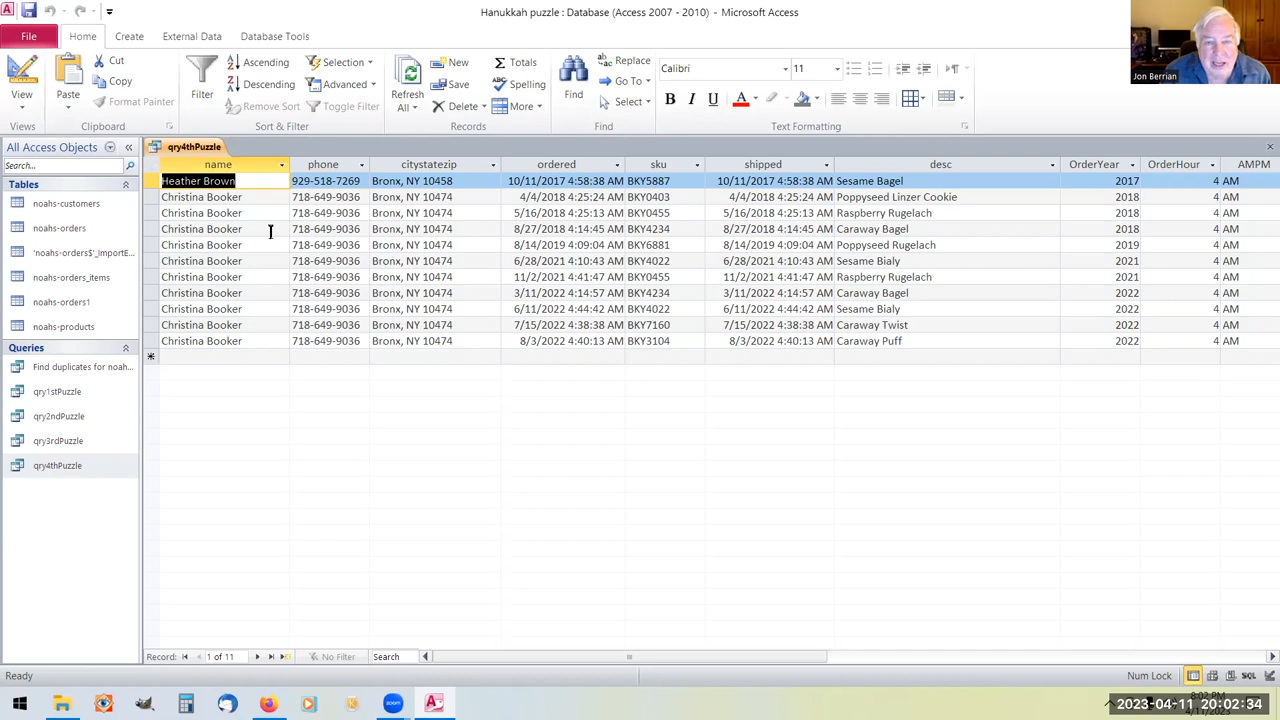 Hanukkah puzzle : Database (Access 2007 - 2010) - Microsoft Access
File Home Create External Data Database Tools
View
Views
Paste
Cut
Copy
Format Painter
Clipboard
Filter
Ascending
Descending
Remove Sort
Selection
Advanced
Toggle Filter
Sort & Filter
Refresh All
New
Save
Delete
Totals
Spelling
More
Records
Find
Replace
Go To
Select
Find
Calibri 11
B I U A
Text Formatting
Jon Berrian
All Access Objects
Search...
Tables
noahs-customers
noahs-orders
'noahs-orders$'_ImportE...
noahs-orders_items
noahs-orders1
noahs-products
Queries
Find duplicates for noah...
qry1stPuzzle
qry2ndPuzzle
qry3rdPuzzle
qry4thPuzzle
qry4thPuzzle
name phone citystatezip ordered sku shipped desc OrderYear OrderHour AMPM
Heather Brown 929-518-7269 Bronx, NY 10458 10/11/2017 4:58:38 AM BKY5887 10/11/2017 4:58:38 AM Sesame Bagel 2017 4 AM
Christina Booker 718-649-9036 Bronx, NY 10474 4/4/2018 4:25:24 AM BKY0403 4/4/2018 4:25:24 AM Poppyseed Linzer Cookie 2018 4 AM
Christina Booker 718-649-9036 Bronx, NY 10474 5/16/2018 4:25:13 AM BKY0455 5/16/2018 4:25:13 AM Raspberry Rugelach 2018 4 AM
Christina Booker 718-649-9036 Bronx, NY 10474 8/27/2018 4:14:45 AM BKY4234 8/27/2018 4:14:45 AM Caraway Bagel 2018 4 AM
Christina Booker 718-649-9036 Bronx, NY 10474 8/14/2019 4:09:04 AM BKY6881 8/14/2019 4:09:04 AM Poppyseed Rugelach 2019 4 AM
Christina Booker 718-649-9036 Bronx, NY 10474 6/28/2021 4:10:43 AM BKY4022 6/28/2021 4:10:43 AM Sesame Bialy 2021 4 AM
Christina Booker 718-649-9036 Bronx, NY 10474 11/2/2021 4:41:47 AM BKY0455 11/2/2021 4:41:47 AM Raspberry Rugelach 2021 4 AM
Christina Booker 718-649-9036 Bronx, NY 10474 3/11/2022 4:14:57 AM BKY4234 3/11/2022 4:14:57 AM Caraway Bagel 2022 4 AM
Christina Booker 718-649-9036 Bronx, NY 10474 6/11/2022 4:44:42 AM BKY4022 6/11/2022 4:44:42 AM Sesame Bialy 2022 4 AM
Christina Booker 718-649-9036 Bronx, NY 10474 7/15/2022 4:38:38 AM BKY7160 7/15/2022 4:38:38 AM Caraway Twist 2022 4 AM
Christina Booker 718-649-9036 Bronx, NY 10474 8/3/2022 4:40:13 AM BKY3104 8/3/2022 4:40:13 AM Caraway Puff 2022 4 AM
Record: 1 of 11 No Filter Search
Ready Num Lock SQL
zoom
8:02 PM
2023-04-11 20:02:34